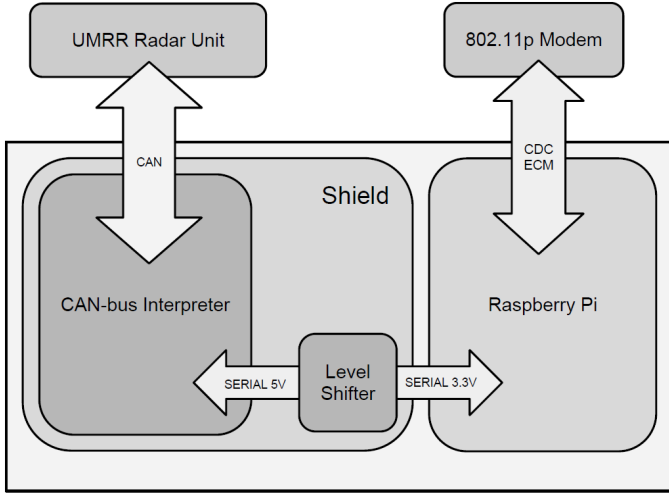 UMRR Radar Unit
802.11p Modem
CAN
CDC
ECM
Shield
CAN-bus Interpreter
Raspberry Pi
SERIAL 5V
Level
Shifter
SERIAL 3.3V